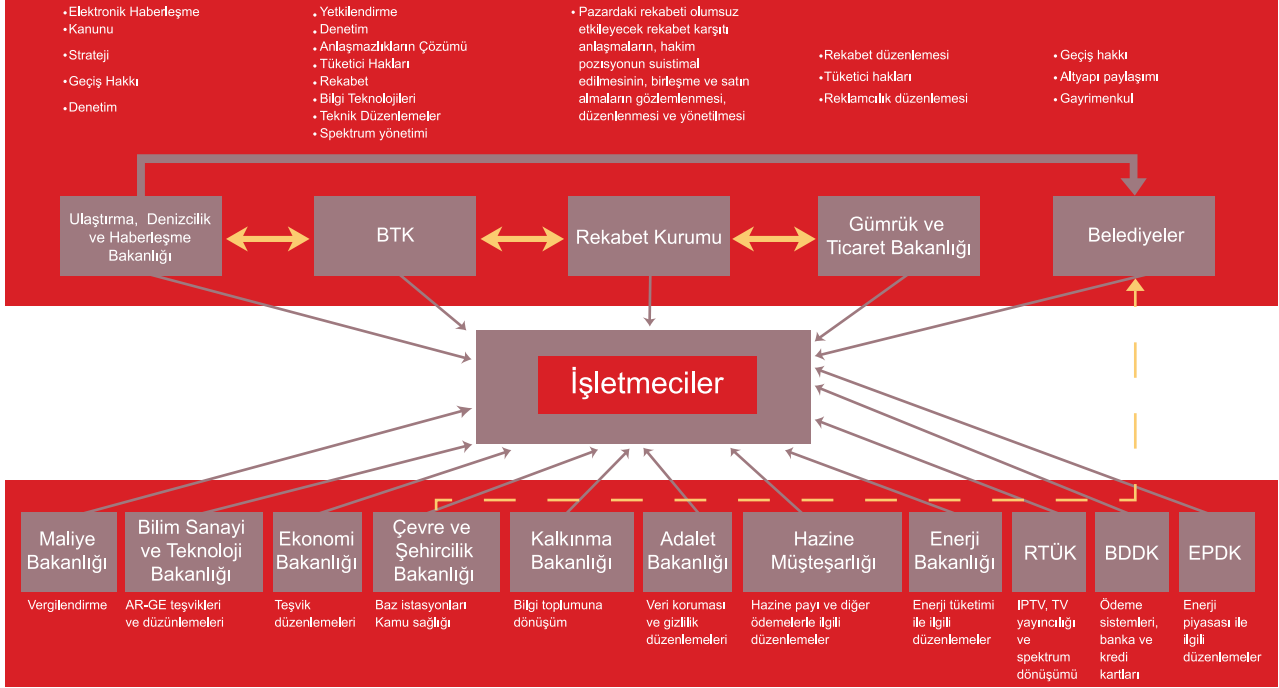 •Elektronik Haberleşme
•Kanunu
•Strateji
•Geçiş Hakkı
•Denetim
• Yetkilendirme
• Denetim
• Anlaşmazlıkların Çözümü
• Tüketici Hakları
• Rekabet
• Bilgi Teknolojileri
• Teknik Düzenlemeler
• Spektrum yönetimi
• Pazardaki rekabeti olumsuz
etkileyecek rekabet karşıtı
anlaşmaların, hakim
pozisyonun suistimal
edilmesinin, birleşme ve satın
almaların gözlemlenmesi,
düzenlenmesi ve yönetilmesi
•Rekabet düzenlemesi
•Tüketici hakları
•Reklamcılık düzenlemesi
• Geçiş hakkı
• Altyapı paylaşımı
• Gayrimenkul
Ulaştırma, Denizcilik
ve Haberleşme
Bakanlığı
BTK
Rekabet Kurumu
Gümrük ve
Ticaret Bakanlığı
Belediyeler
İşletmeciler
Maliye
Bakanlığı
Bilim Sanayi
ve Teknoloji
Bakanlığı
Ekonomi
Bakanlığı
Çevre ve
Şehircilik
Bakanlığı
Kalkınma
Bakanlığı
Adalet
Bakanlığı
Hazine
Müşteşarlığı
Enerji
Bakanlığı
RTÜK
BDDK
EPDK
Vergilendirme
AR-GE teşvikleri
ve düzünlemeleri
Teşvik
düzenlemeleri
Baz istasyonları
Kamu sağlığı
Bilgi toplumuna
dönüşüm
Veri koruması
ve gizlilik
düzenlemeleri
Hazine payı ve diğer
ödemelerle ilgili
düzenlemeler
Enerji tüketimi
ile ilgili
düzenlemeler
IPTV, TV
yayıncılığı
ve
spektrum
dönüşümü
Ödeme
sistemleri,
banka ve
kredi
kartları
Enerji
piyasası ile
ilgili
düzenlemeler